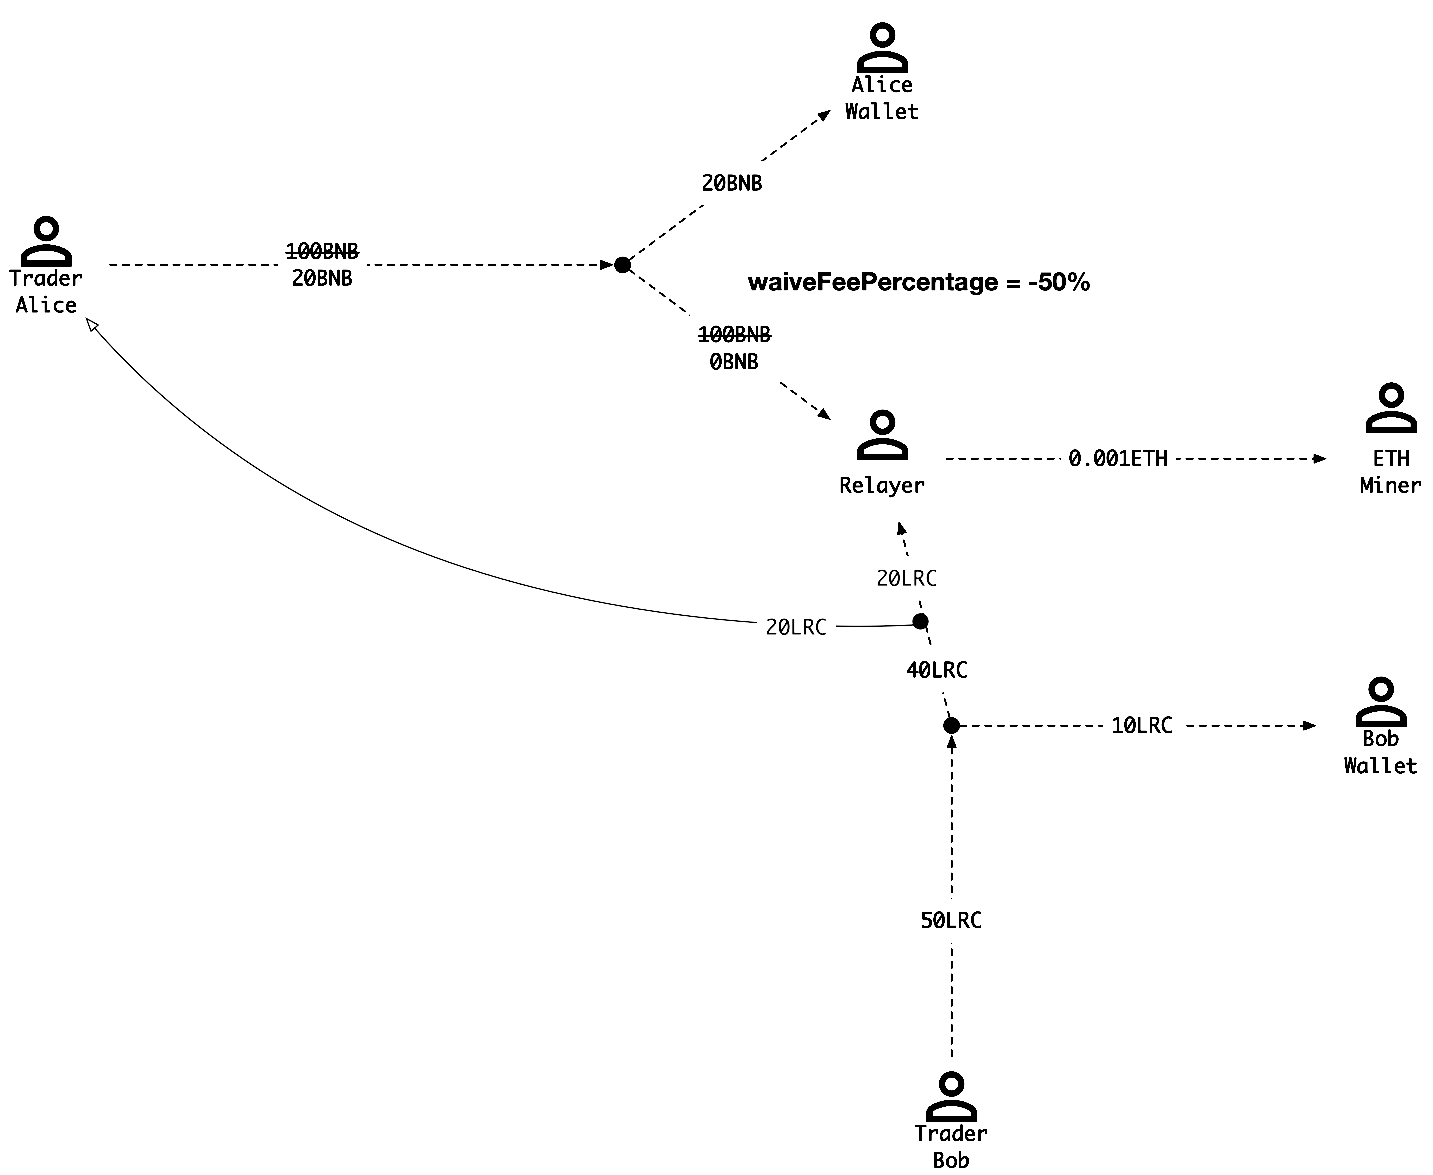 Alice
Wallet
20BNB
100BNB
20BNB
Trader
Alice
waiveFeePercentage = -50%
100BNB
0BNB
Relayer
0.001ETH
ETH
Miner
20LRC
20LRC
40LRC
10LRC
Bob
Wallet
50LRC
Trader
Bob